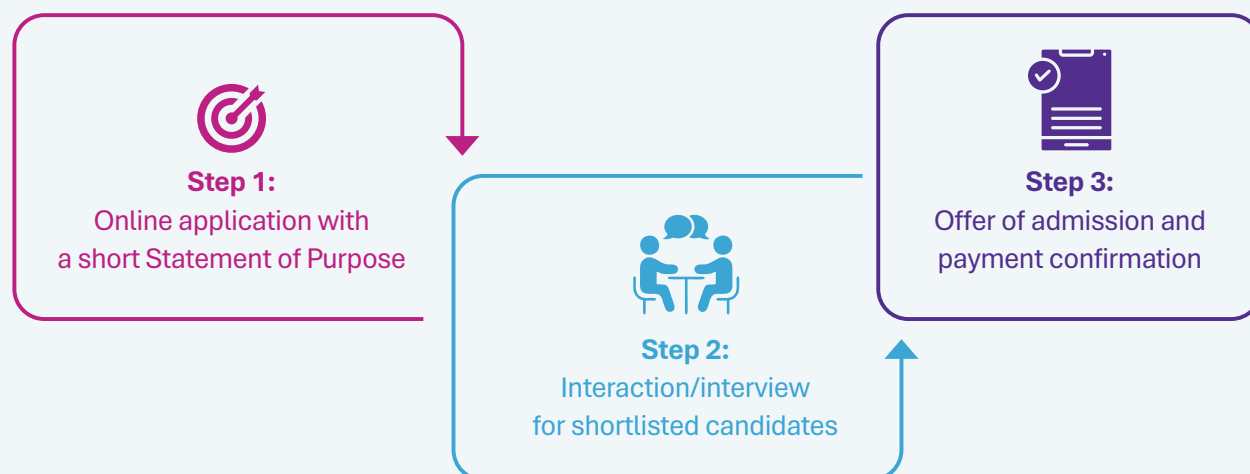 Step 1:
Online application with
a short Statement of Purpose
Step 2:
Interaction/interview
for shortlisted candidates
Step 3:
Offer of admission and
payment confirmation